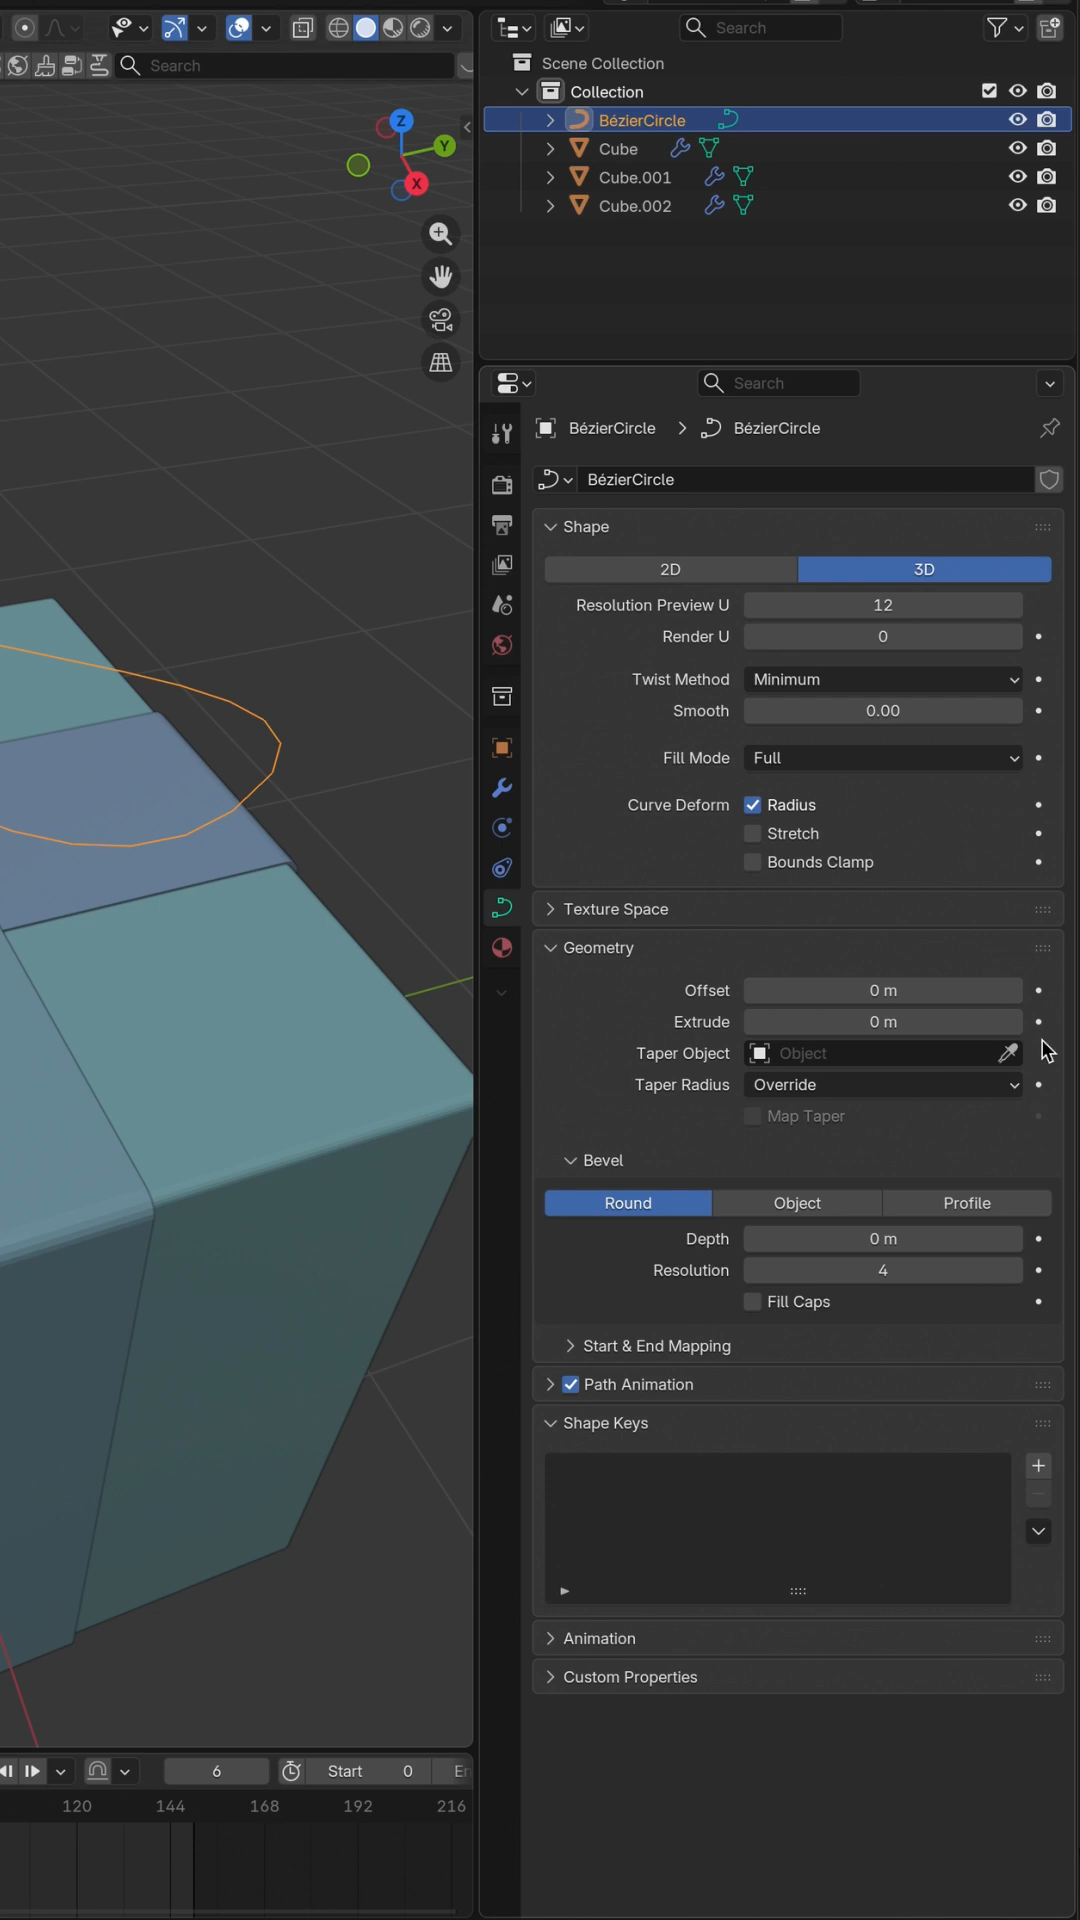 Search
Scene Collection
Search
Collection
BézierCircle
Z
Y
X
Cube
Cube.001
Cube.002
Search
BézierCircle
BézierCircle
BézierCircle
Shape
2D
3D
Resolution Preview U
12
Render U
0
Twist Method
Minimum
Smooth
0.00
Fill Mode
Full
Curve Deform
Radius
Stretch
Bounds Clamp
Texture Space
Geometry
Offset
0 m
Extrude
0 m
Taper Object
Object
Taper Radius
Override
Map Taper
Bevel
Round
Object
Profile
Depth
0 m
Resolution
4
Fill Caps
Start & End Mapping
Path Animation
Shape Keys
Animation
Custom Properties
6
Start
0
En
120
144
168
192
216